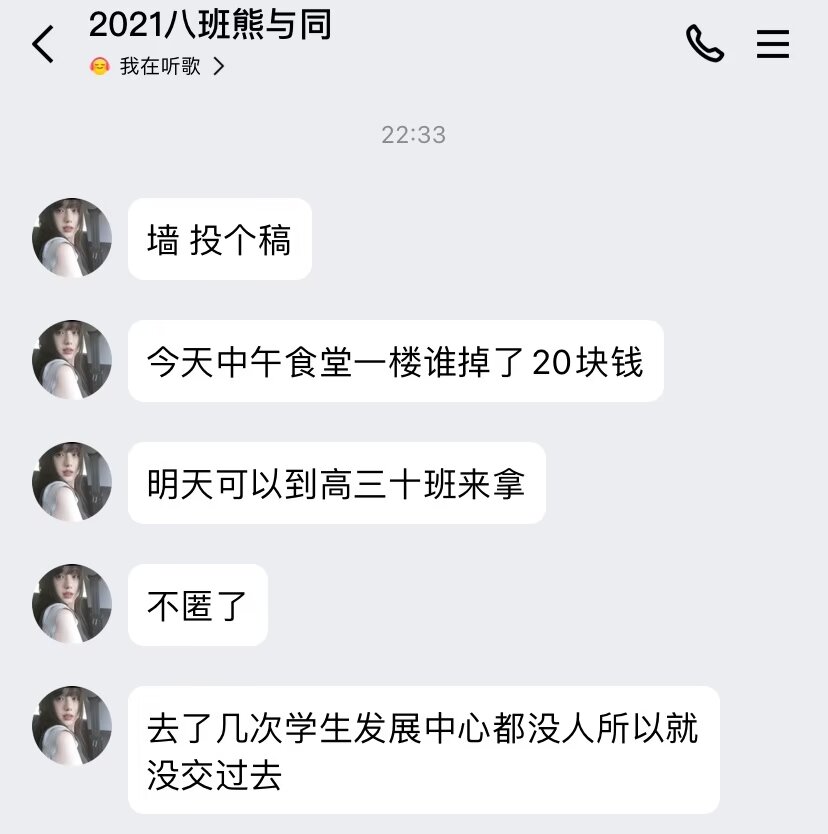 2021八班熊与同
我在听歌
22:33
墙 投个稿
今天中午食堂一楼谁掉了20块钱
明天可以到高三十班来拿
不匿了
去了几次学生发展中心都没人所以就
没交过去